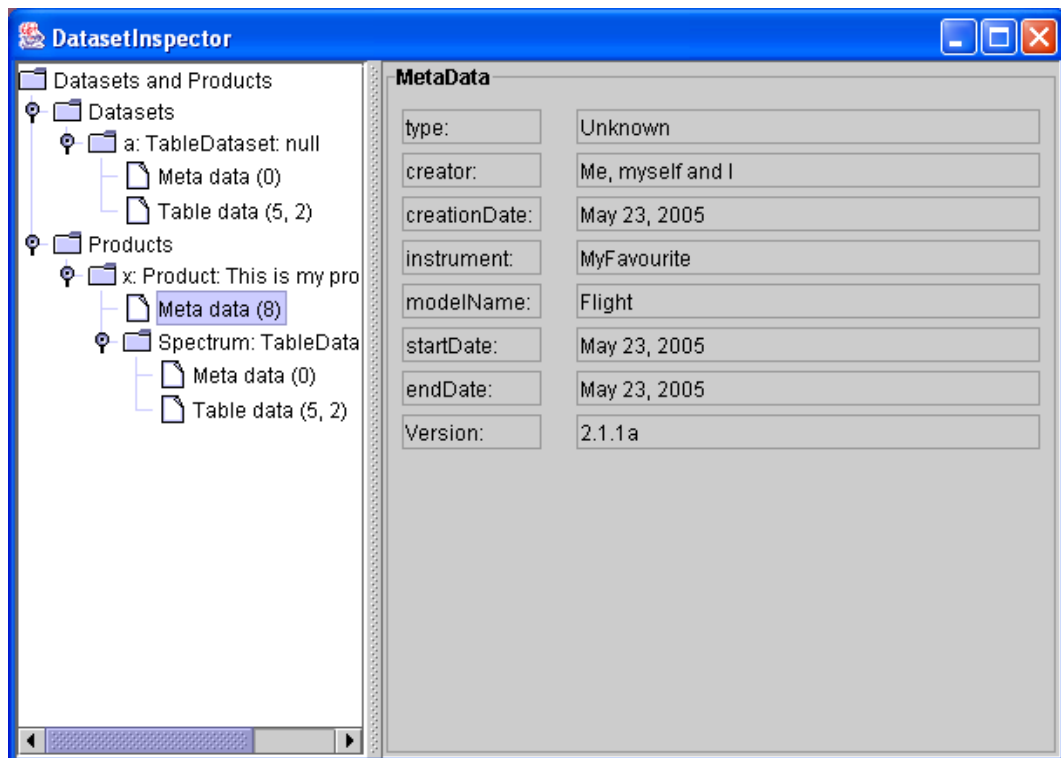 DatasetInspector
Datasets and Products
Datasets
a: TableDataset: null
Meta data (0)
Table data (5, 2)
Products
x: Product: This is my pro
Meta data (8)
Spectrum: TableData
Meta data (0)
Table data (5, 2)
MetaData
type: Unknown
creator: Me, myself and I
creationDate: May 23, 2005
instrument: MyFavourite
modelName: Flight
startDate: May 23, 2005
endDate: May 23, 2005
Version: 2.1.1a